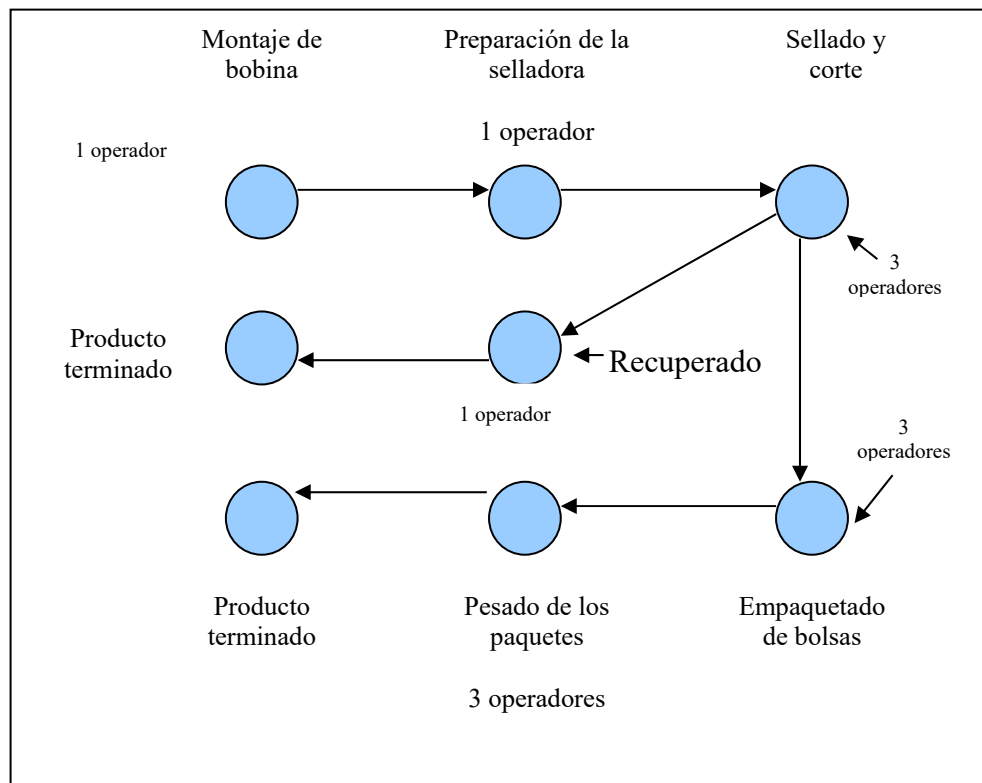 Montaje de
bobina
Preparación de la
selladora
Sellado y
corte
1 operador
1 operador
3
operadores
Producto
terminado
Recuperado
1 operador
3
operadores
Producto
terminado
Pesado de los
paquetes
Empaquetado
de bolsas
3 operadores